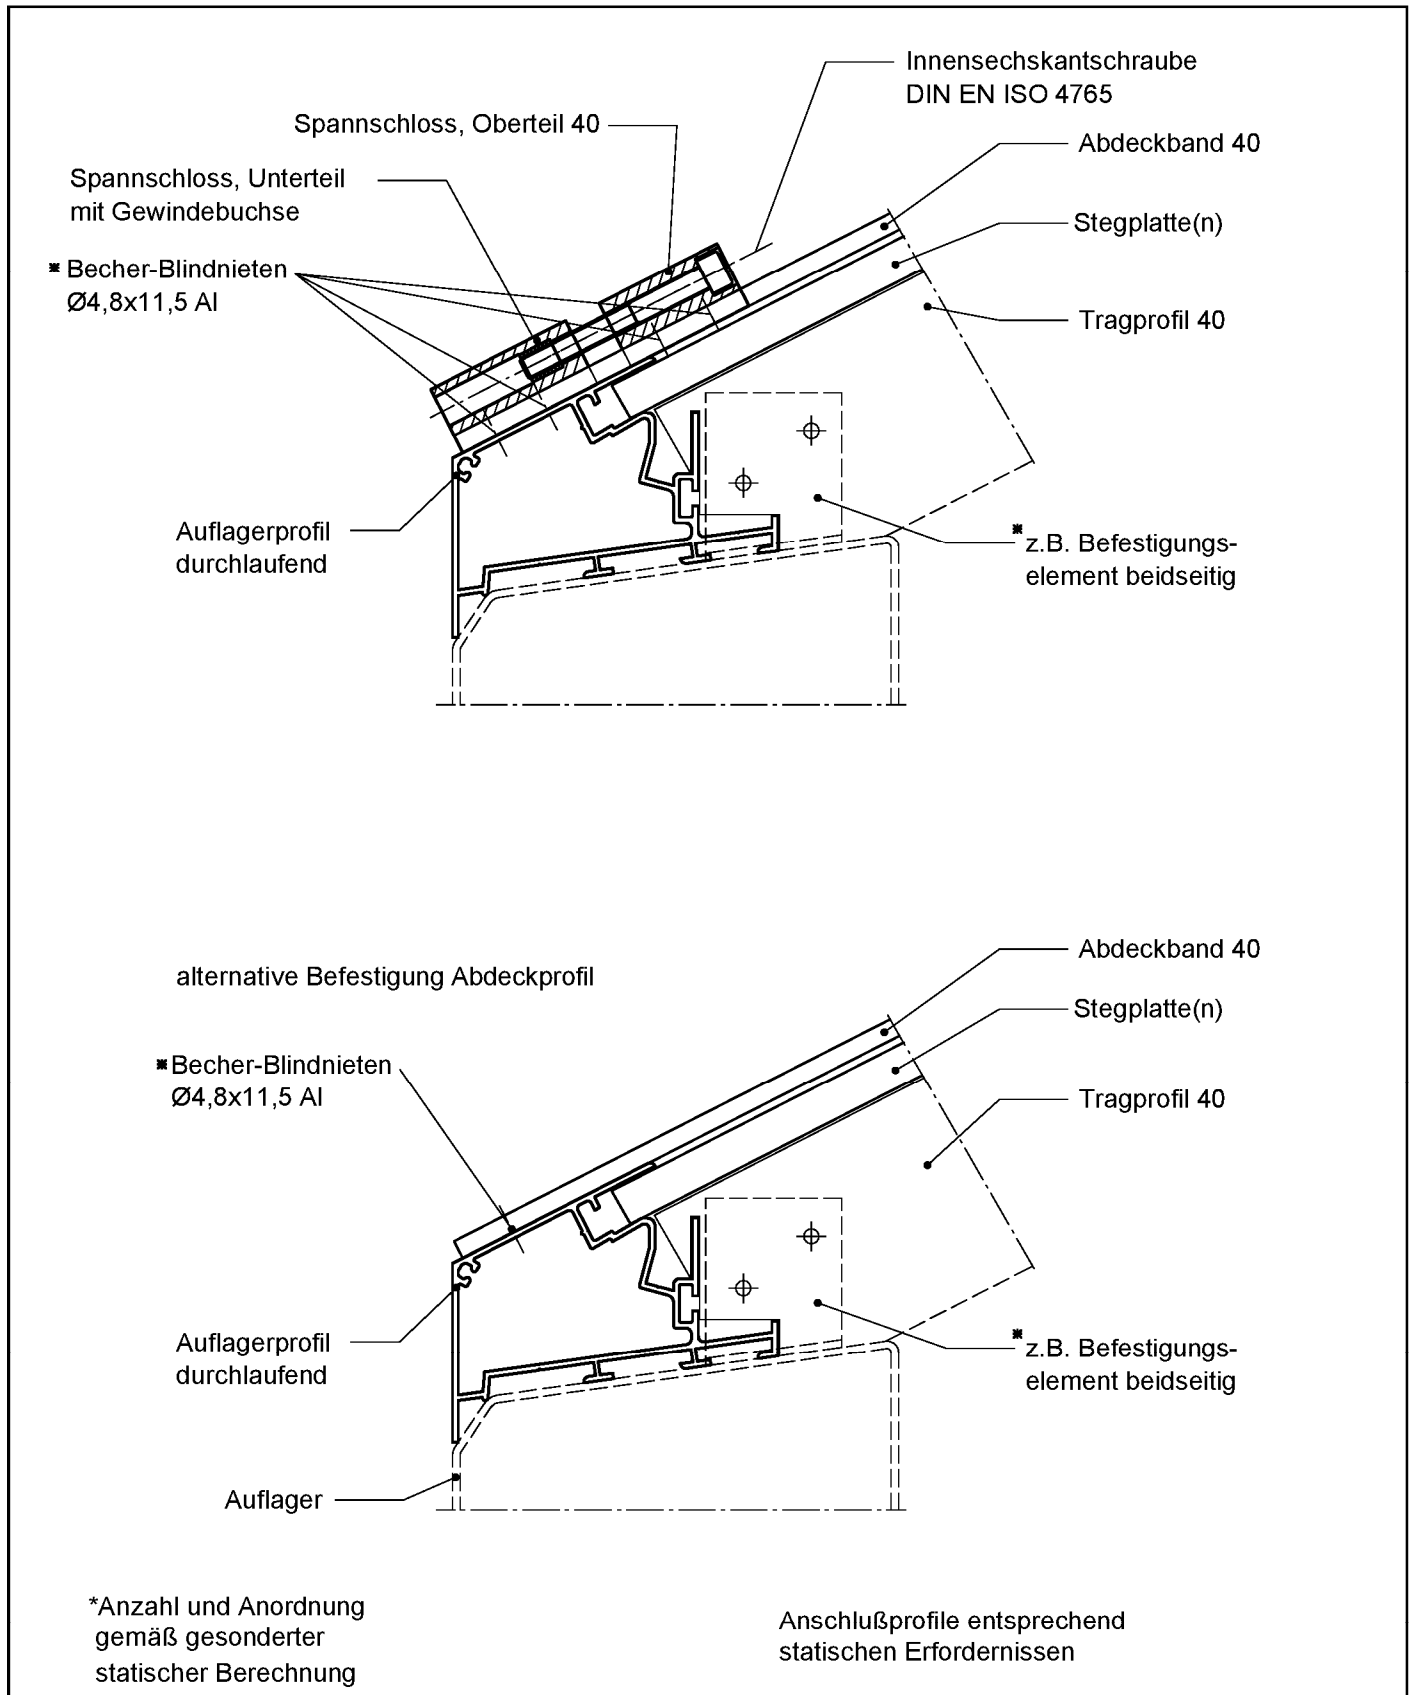 Innensechskantschraube
DIN EN ISO 4765
Spannschloss, Oberteil 40
Abdeckband 40
Spannschloss, Unterteil
mit Gewindebuchse
Stegplatte(n)
* Becher-Blindnieten
Ø4,8x11,5 Al
Tragprofil 40
Auflagerprofil
durchlaufend
* z.B. Befestigungs-
element beidseitig
Abdeckband 40
alternative Befestigung Abdeckprofil
Stegplatte(n)
* Becher-Blindnieten
Ø4,8x11,5 Al
Tragprofil 40
Auflagerprofil
durchlaufend
* z.B. Befestigungs-
element beidseitig
Auflager
*Anzahl und Anordnung
gemäß gesonderter
statischer Berechnung
Anschlußprofile entsprechend
statischen Erfordernissen